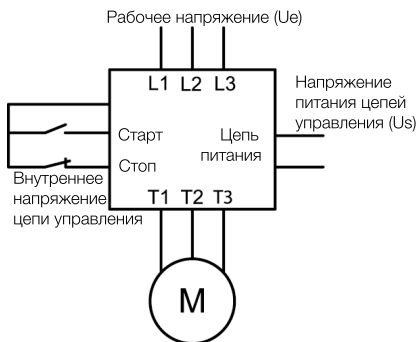 Рабочее напряжение (Ue)
L1 L2 L3
Напряжение
питания цепей
управления (Us)
Старт
Цепь
питания
Стоп
Внутреннее
напряжение
цепи управления
T1 T2 T3
M